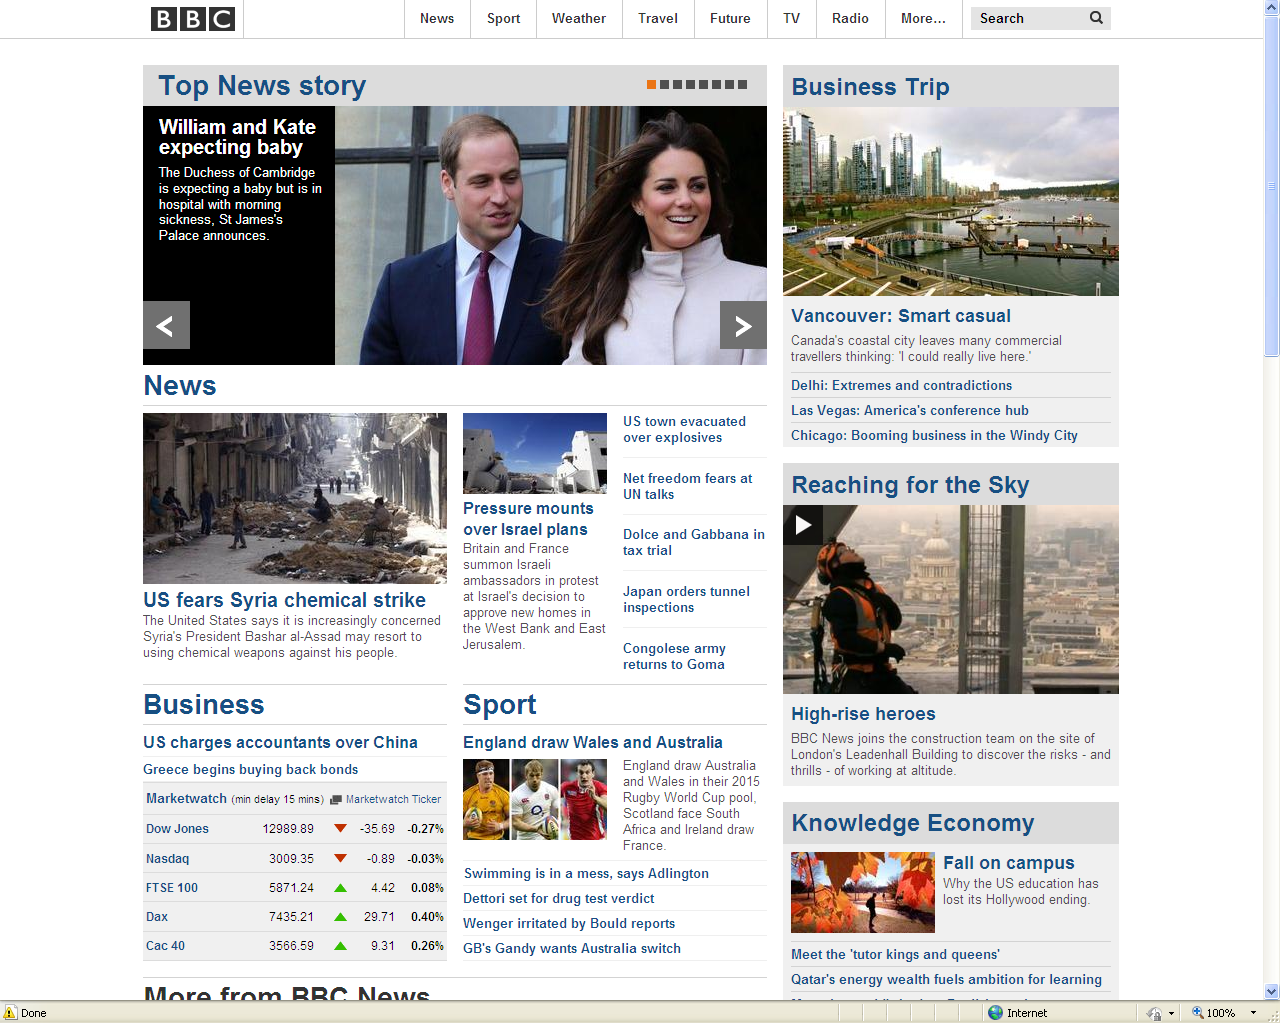 BBC
News
Sport
Weather
Travel
Future
TV
Radio
More...
Search
Top News story
William and Kate
expecting baby
The Duchess of Cambridge
is expecting a baby but is in
hospital with morning
sickness, St James's
Palace announces.
News
US fears Syria chemical strike
The United States says it is increasingly concerned
Syria's President Bashar al-Assad may resort to
using chemical weapons against his people.
Pressure mounts
over Israel plans
Britain and France
summon Israeli
ambassadors in protest
at Israel's decision to
approve new homes in
the West Bank and East
Jerusalem.
US town evacuated
over explosives
Net freedom fears at
UN talks
Dolce and Gabbana in
tax trial
Japan orders tunnel
inspections
Congolese army
returns to Goma
Business
US charges accountants over China
Greece begins buying back bonds
Marketwatch (min delay 15 mins) Marketwatch Ticker
Dow Jones 12989.89 -35.69 -0.27%
Nasdaq 3009.35 -0.89 -0.03%
FTSE 100 5871.24 4.42 0.08%
Dax 7435.21 29.71 0.40%
Cac 40 3566.59 9.31 0.26%
Sport
England draw Wales and Australia
England draw Australia
and Wales in their 2015
Rugby World Cup pool,
Scotland face South
Africa and Ireland draw
France.
Swimming is in a mess, says Adlington
Dettori set for drug test verdict
Wenger irritated by Bould reports
GB's Gandy wants Australia switch
More from BBC News
Business Trip
Vancouver: Smart casual
Canada's coastal city leaves many commercial
travellers thinking: 'I could really live here.'
Delhi: Extremes and contradictions
Las Vegas: America's conference hub
Chicago: Booming business in the Windy City
Reaching for the Sky
High-rise heroes
BBC News joins the construction team on the site of
London's Leadenhall Building to discover the risks - and
thrills - of working at altitude.
Knowledge Economy
Fall on campus
Why the US education has
lost its Hollywood ending.
Meet the 'tutor kings and queens'
Qatar's energy wealth fuels ambition for learning
Done
Internet
100%